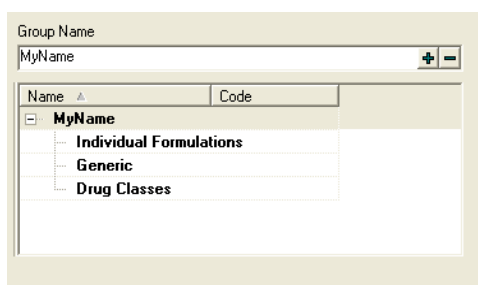 Group Name
MyName
Name Code
MyName
Individual Formulations
Generic
Drug Classes